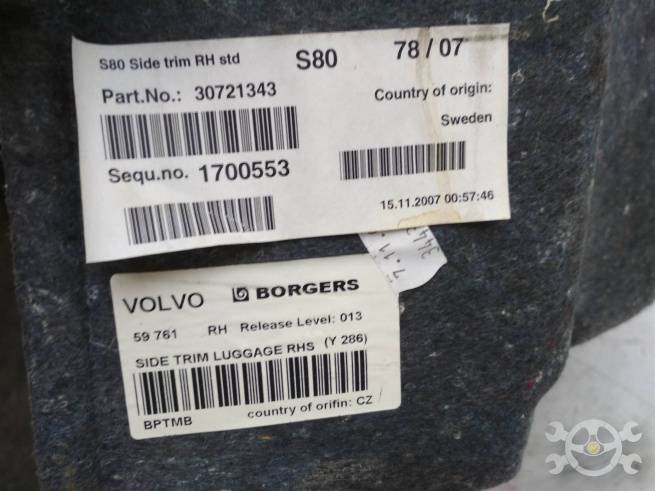 S80 Side trim RH std S80 78 / 07
Part.No.: 30721343
Country of origin:
Sweden
Sequ.no. 1700553
15.11.2007 00:57:46
VOLVO BORGERS
59 761 RH Release Level: 013
SIDE TRIM LUGGAGE RHS (Y 286)
BPTMB country of orifin: CZ